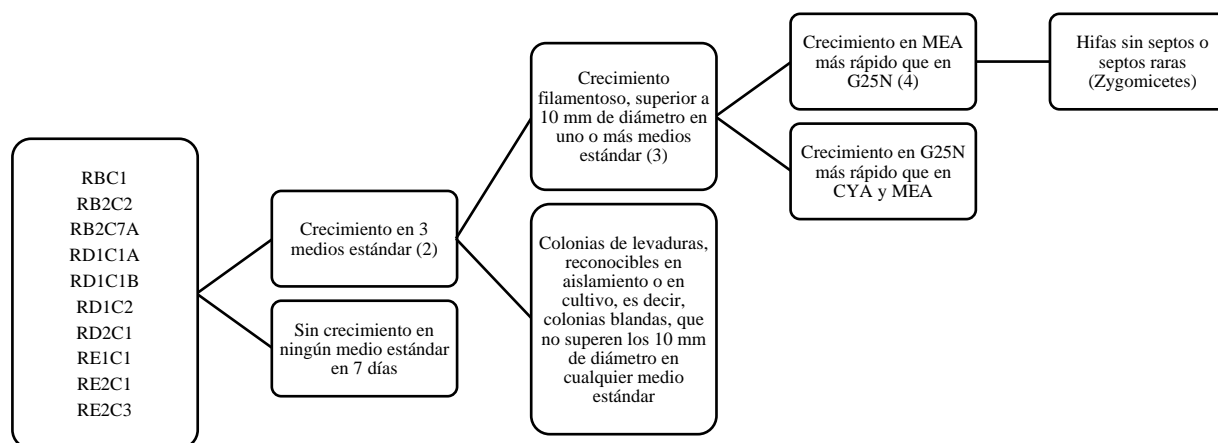 RBC1
RB2C2
RB2C7A
RD1C1A
RD1C1B
RD1C2
RD2C1
RE1C1
RE2C1
RE2C3
Crecimiento en 3
medios estándar (2)
Sin crecimiento en
ningún medio estándar
en 7 días
Crecimiento
filamentoso, superior a
10 mm de diámetro en
uno o más medios
estándar (3)
Colonias de levaduras,
reconocibles en
aislamiento o en
cultivo, es decir,
colonias blandas, que
no superen los 10 mm
de diámetro en
cualquier medio
estándar
Crecimiento en MEA
más rápido que en
G25N (4)
Crecimiento en G25N
más rápido que en
CYA y MEA
Hifas sin septos o
septos raras
(Zygomicetes)